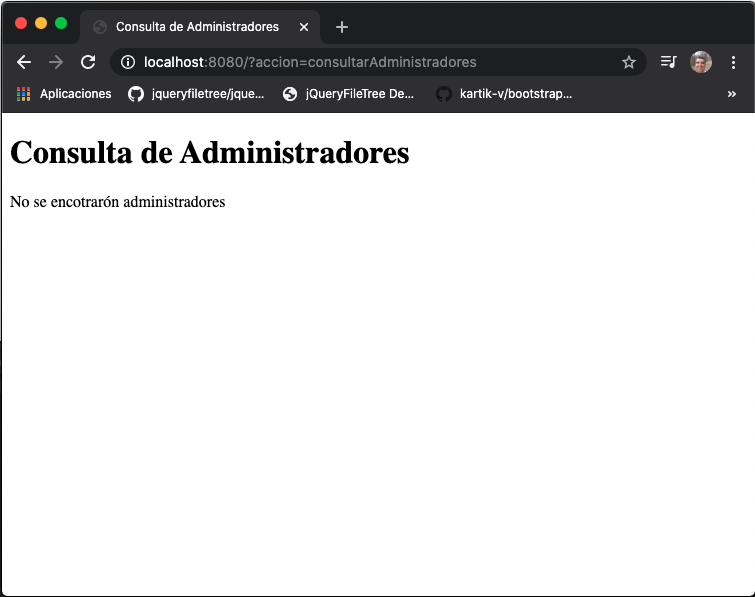 Consulta de Administradores
localhost:8080/?accion=consultarAdministradores
Aplicaciones jqueryfiletree/jque... jQueryFileTree De... kartik-v/bootstrap... »
Consulta de Administradores
No se encotrarón administradores